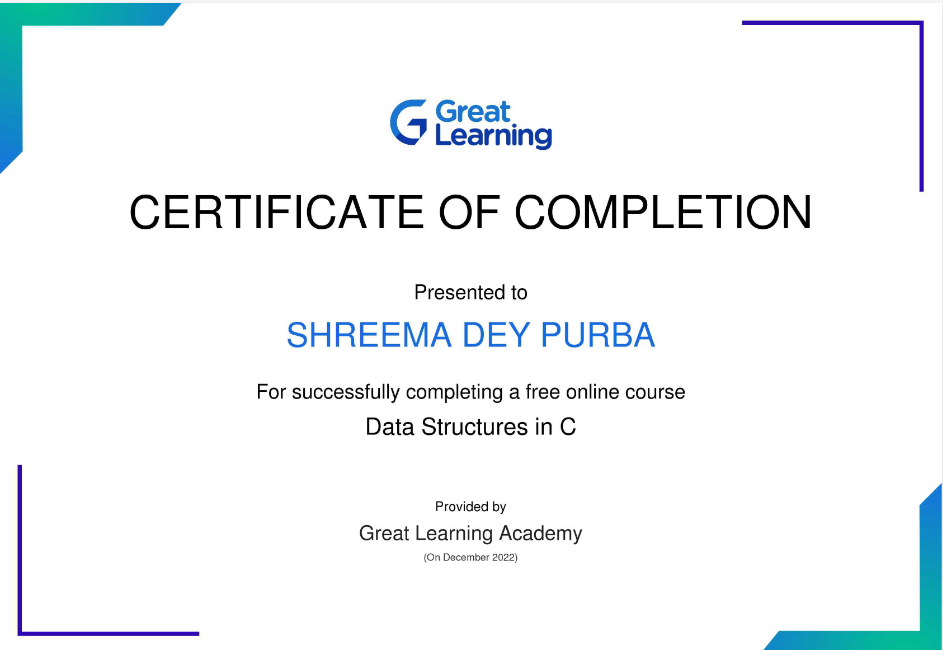 Great
Learning
CERTIFICATE OF COMPLETION
Presented to
SHREEMA DEY PURBA
For successfully completing a free online course
Data Structures in C
Provided by
Great Learning Academy
(On December 2022)